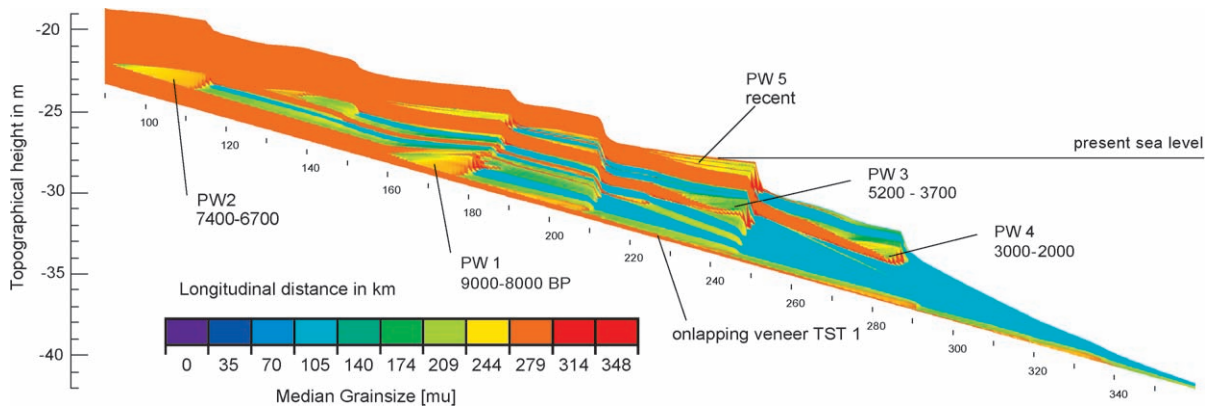 -20
-25
-30
-35
-40
Topographical height in m
PW 5
recent
present sea level
PW 3
5200 - 3700
PW 4
3000-2000
PW2
7400-6700
PW 1
9000-8000 BP
onlapping veneer TST 1
100
120
140
160
180
200
220
240
260
280
300
320
340
Longitudinal distance in km
0 35 70 105 140 174 209 244 279 314 348
Median Grainsize [mu]